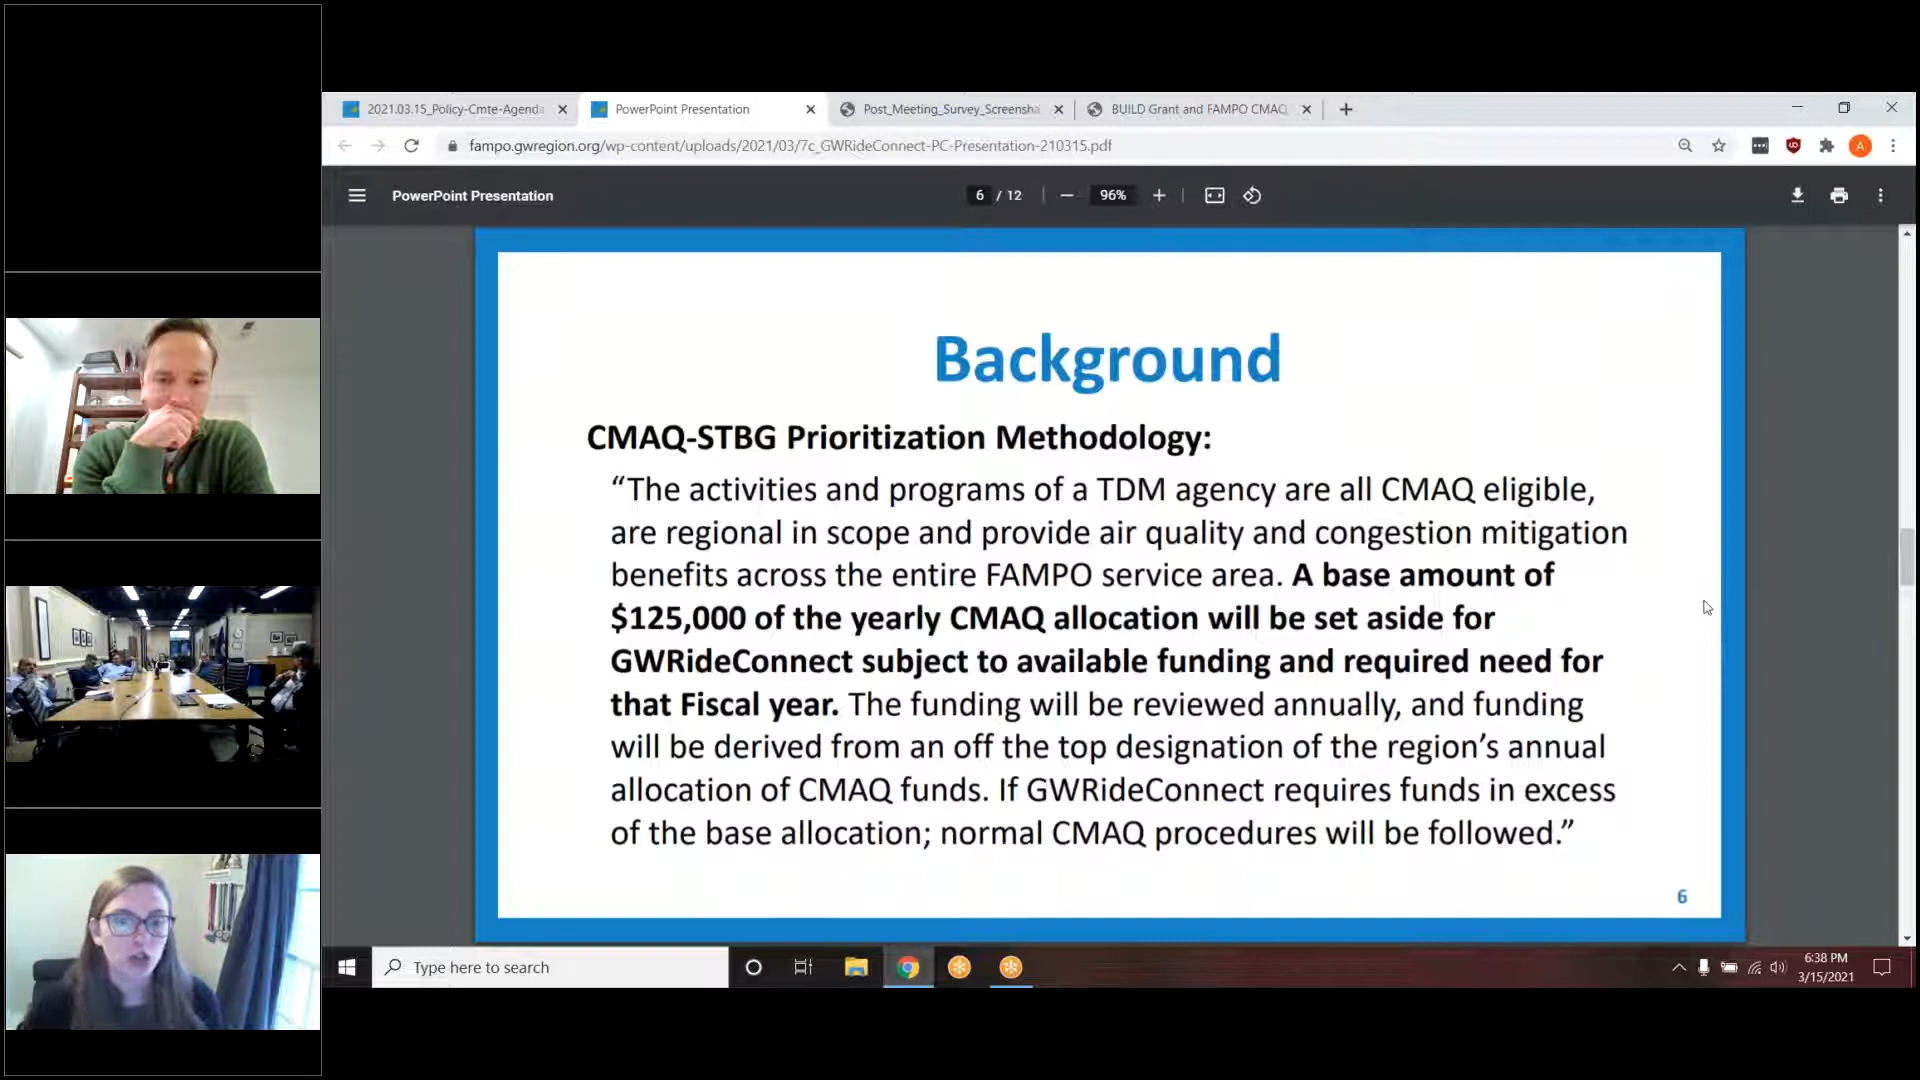 2021.03.15_Policy-Cmte-Agenda
PowerPoint Presentation
Post_Meeting_Survey_Screensha
BUILD Grant and FAMPO CMAQ
fampo.gwregion.org/wp-content/uploads/2021/03/7c_GWRideConnect-PC-Presentation-210315.pdf
A
PowerPoint Presentation
6 / 12
96%
Background
CMAQ-STBG Prioritization Methodology:
“The activities and programs of a TDM agency are all CMAQ eligible,
are regional in scope and provide air quality and congestion mitigation
benefits across the entire FAMPO service area. A base amount of
$125,000 of the yearly CMAQ allocation will be set aside for
GWRideConnect subject to available funding and required need for
that Fiscal year. The funding will be reviewed annually, and funding
will be derived from an off the top designation of the region’s annual
allocation of CMAQ funds. If GWRideConnect requires funds in excess
of the base allocation; normal CMAQ procedures will be followed.”
6
Type here to search
6:38 PM
3/15/2021